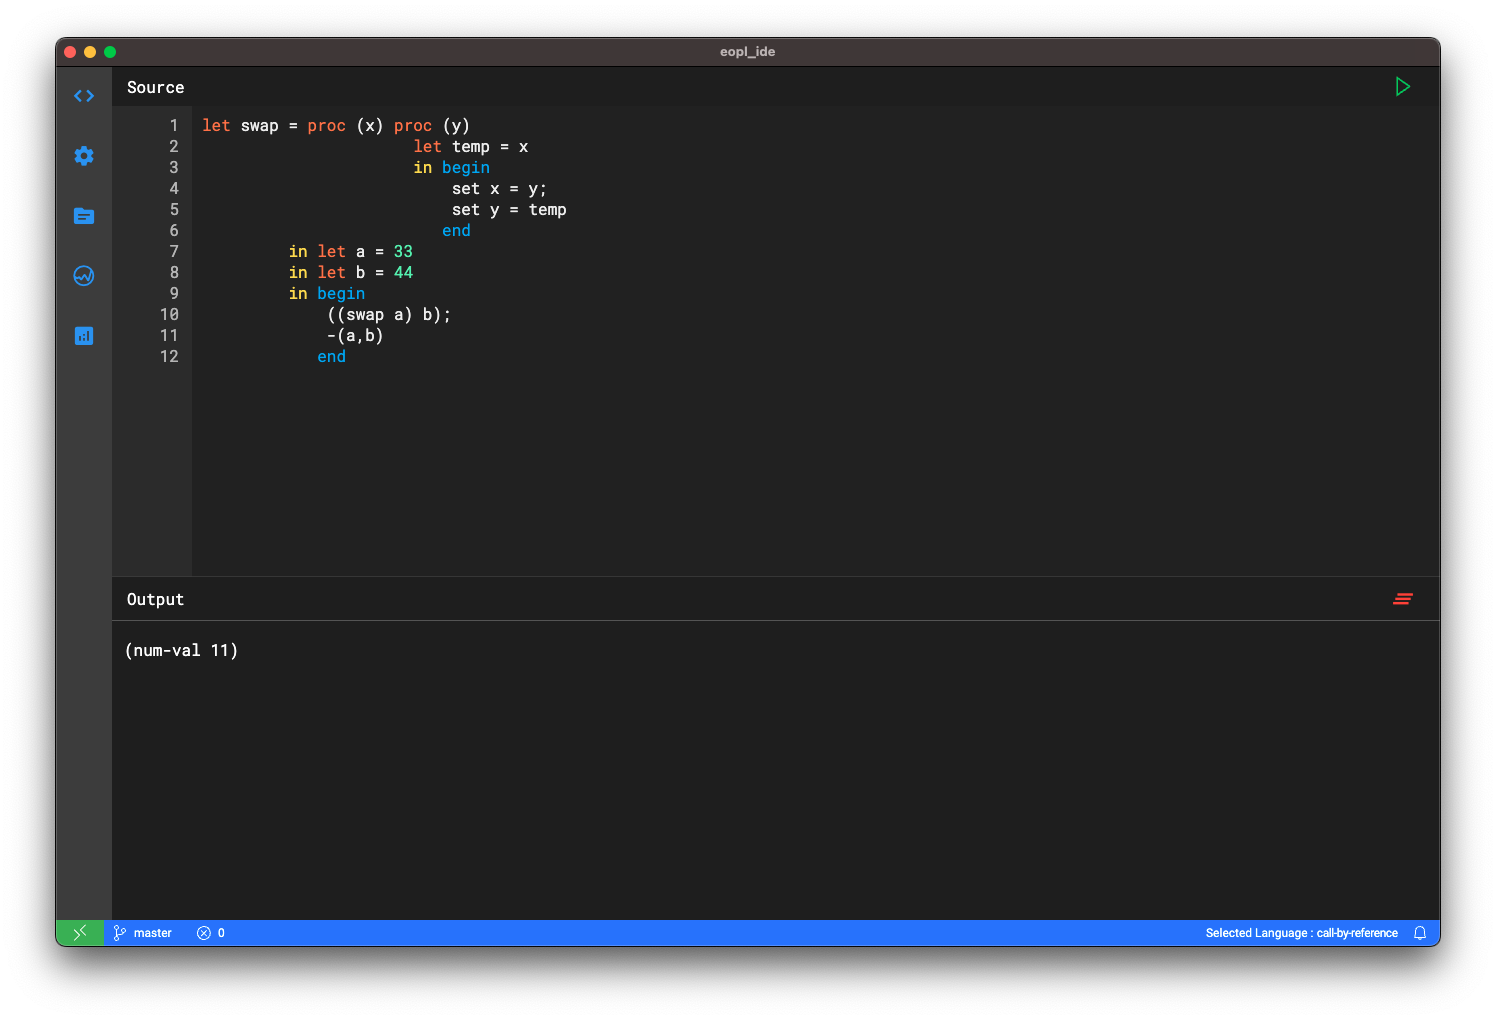 eopl_ide
Source
1 let swap = proc (x) proc (y)
2 let temp = x
3 in begin
4 set x = y;
5 set y = temp
6 end
7 in let a = 33
8 in let b = 44
9 in begin
10 ((swap a) b);
11 -(a,b)
12 end
Output
(num-val 11)
master 0 Selected Language : call-by-reference